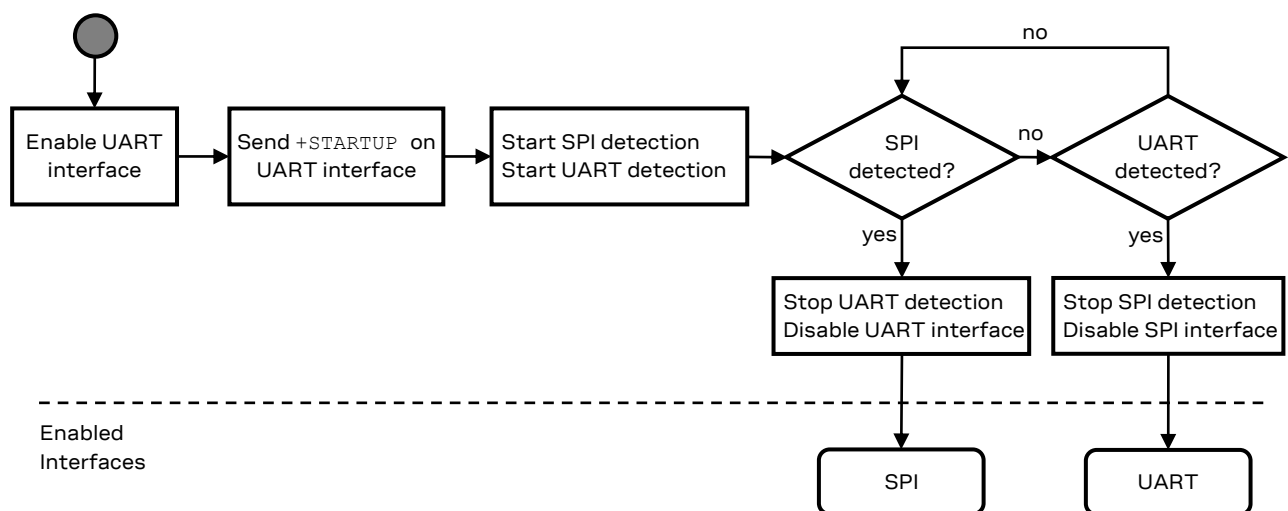 no
Enable UART
interface
Send +STARTUP on
UART interface
Start SPI detection
Start UART detection
SPI
detected?
no
UART
detected?
yes
yes
Stop UART detection
Disable UART interface
Stop SPI detection
Disable SPI interface
Enabled
Interfaces
SPI
UART